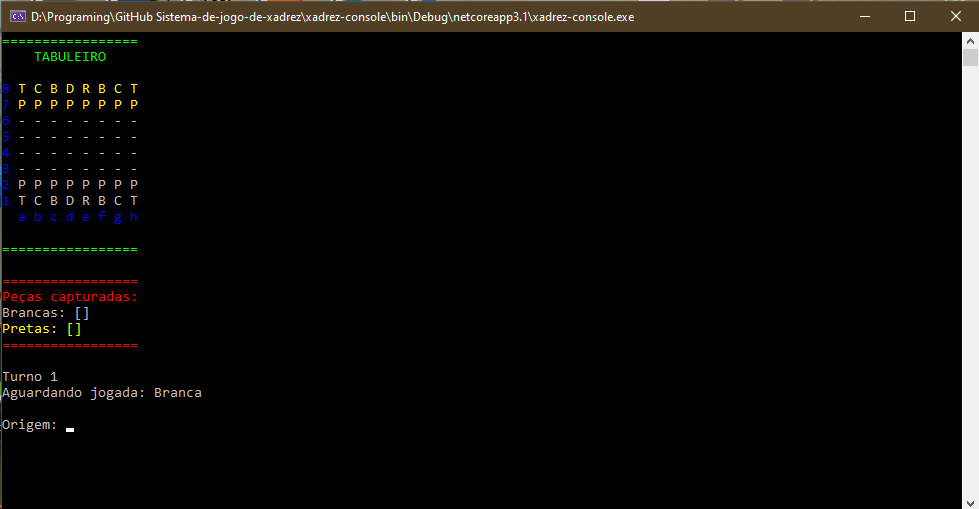 D:\Programing\GitHub Sistema-de-jogo-de-xadrez\xadrez-console\bin\Debug\netcoreapp3.1\xadrez-console.exe
=================
TABULEIRO
8 T C B D R B C T
7 P P P P P P P P
6 - - - - - - - -
5 - - - - - - - -
4 - - - - - - - -
3 - - - - - - - -
2 P P P P P P P P
1 T C B D R B C T
a b c d e f g h
=================
=================
Peças capturadas:
Brancas: []
Pretas: []
=================
Turno 1
Aguardando jogada: Branca
Origem: